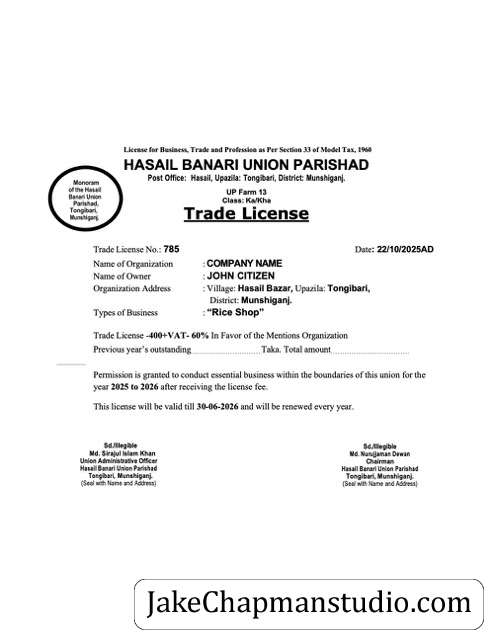 License for Business, Trade and Profession as Per Section 33 of Model Tax, 1960
HASAIL BANARI UNION PARISHAD
Post Office: Hasail, Upazila: Tongibari, District: Munshiganj.
Monoram
of the Hasail
Banari Union
Parishad,
Tongibari,
Munshiganj.
UP Farm 13
Class: Ka/Kha
Trade License
Trade License No.: 785
Date: 22/10/2025AD
Name of Organization : COMPANY NAME
Name of Owner : JOHN CITIZEN
Organization Address : Village: Hasail Bazar, Upazila: Tongibari,
District: Munshiganj.
Types of Business : “Rice Shop”
Trade License -400+VAT- 60% In Favor of the Mentions Organization
Previous year’s outstanding Taka. Total amount
Permission is granted to conduct essential business within the boundaries of this union for the
year 2025 to 2026 after receiving the license fee.
This license will be valid till 30-06-2026 and will be renewed every year.
Sd./Illegible
Md. Sirajul Islam Khan
Union Administrative Officer
Hasail Banari Union Parishad
Tongibari, Munshiganj.
(Seal with Name and Address)
Sd./Illegible
Md. Nurujjaman Dewan
Chairman
Hasail Banari Union Parishad
Tongibari, Munshiganj.
(Seal with Name and Address)
JakeChapmanstudio.com